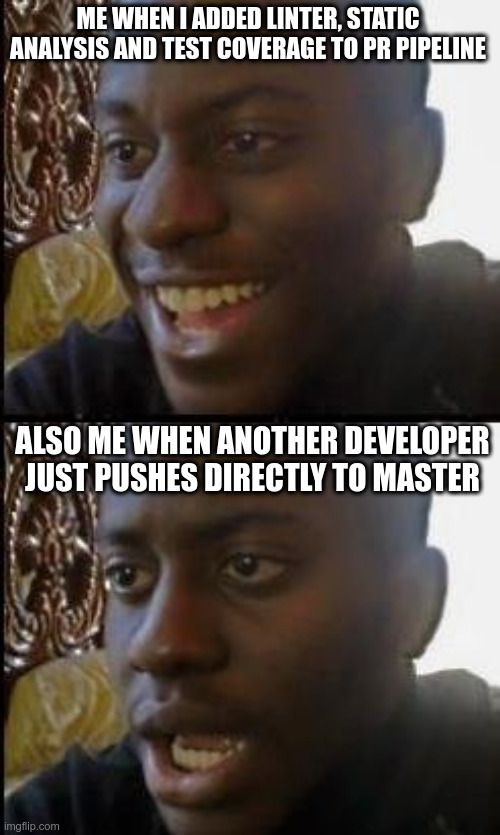 ME WHEN I ADDED LINTER, STATIC
ANALYSIS AND TEST COVERAGE TO PR PIPELINE
ALSO ME WHEN ANOTHER DEVELOPER
JUST PUSHES DIRECTLY TO MASTER
imgflip.com